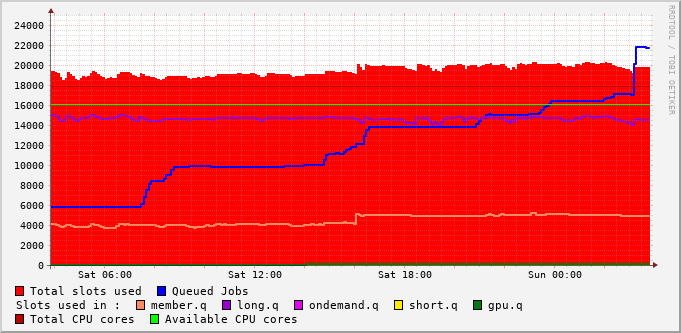 24000
22000
20000
18000
16000
14000
12000
10000
8000
6000
4000
2000
0
Sat 06:00 Sat 12:00 Sat 18:00 Sun 00:00
RRDTOOL / TOBI OETIKER
Total slots used Queued Jobs
Slots used in : member.q long.q ondemand.q short.q gpu.q
Total CPU cores Available CPU cores